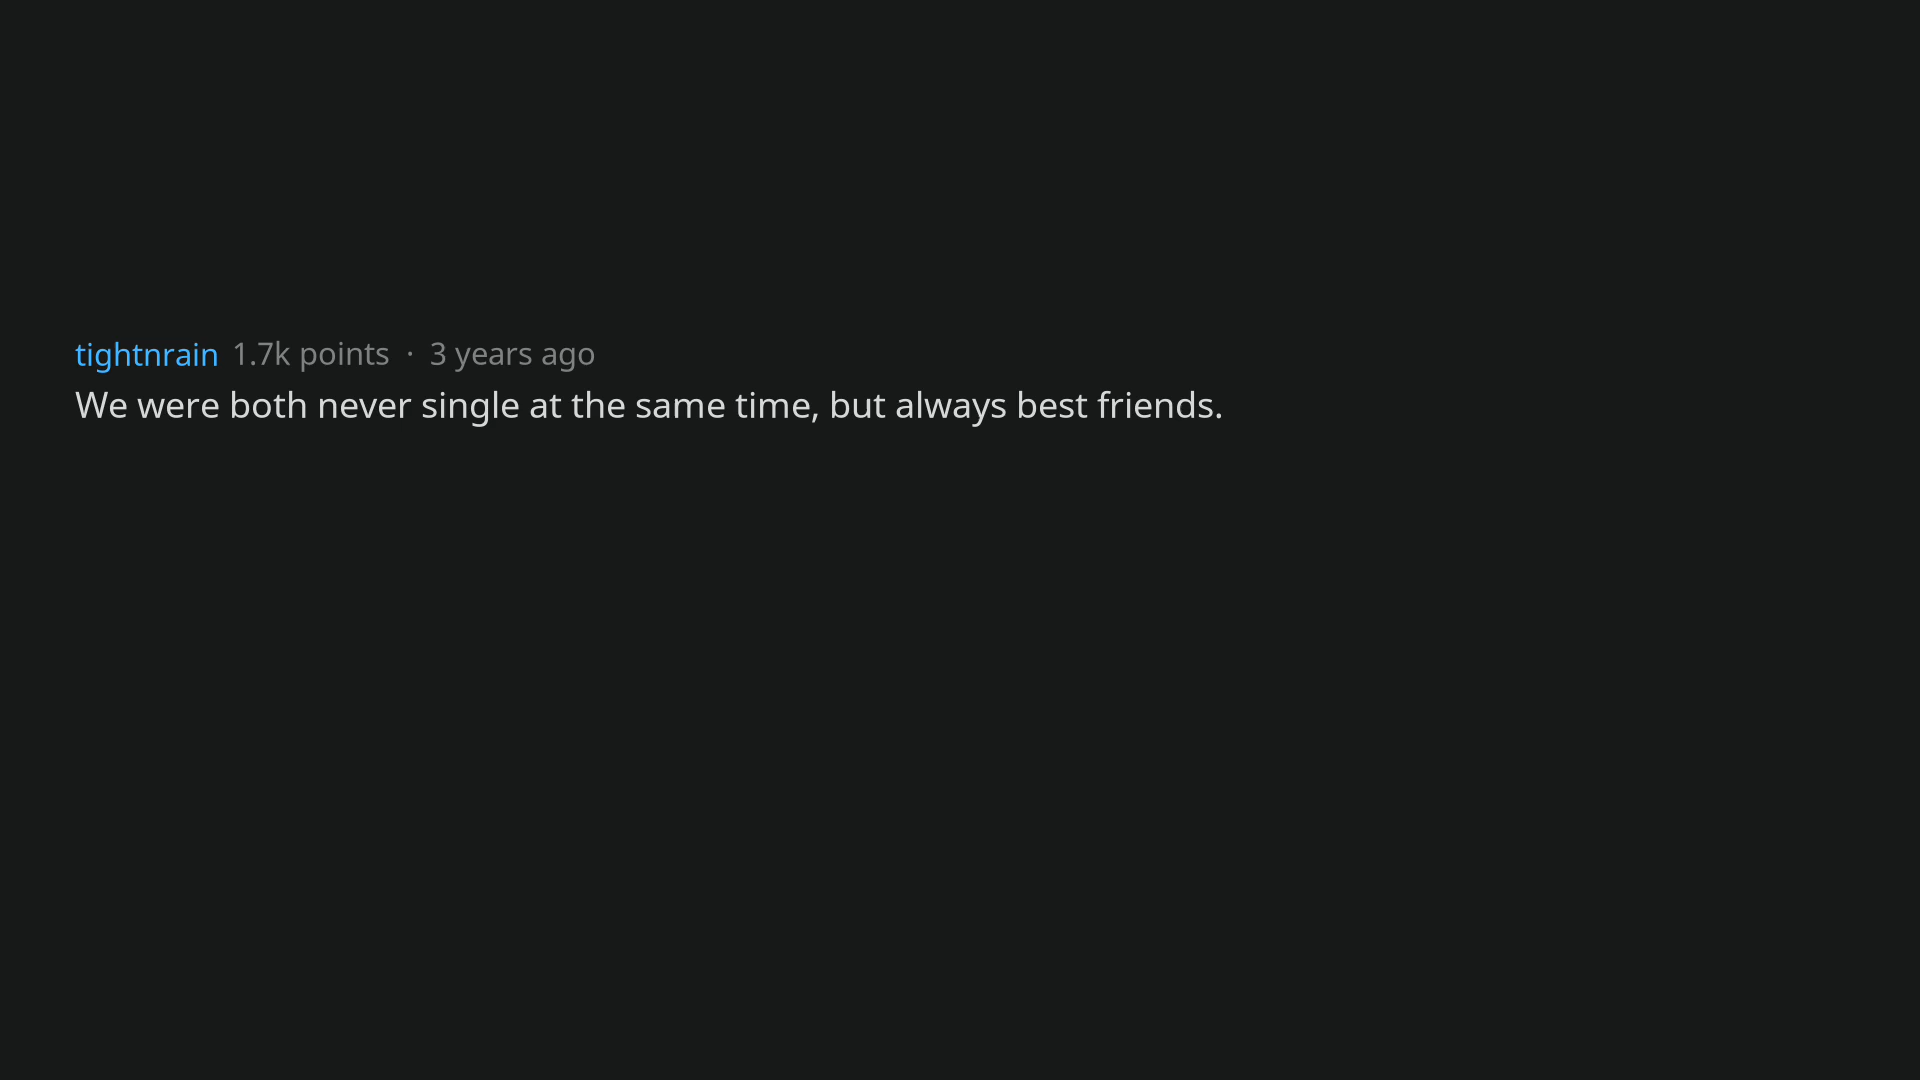 tightnrain 1.7k points · 3 years ago
We were both never single at the same time, but always best friends.